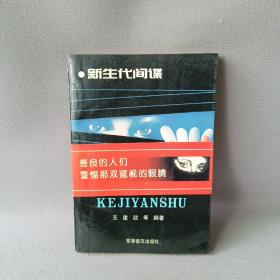 新生代间谍
善良的人们
警惕那双窥视的眼睛
KEJIYANSHU
王建政等 编著
军事谊文出版社